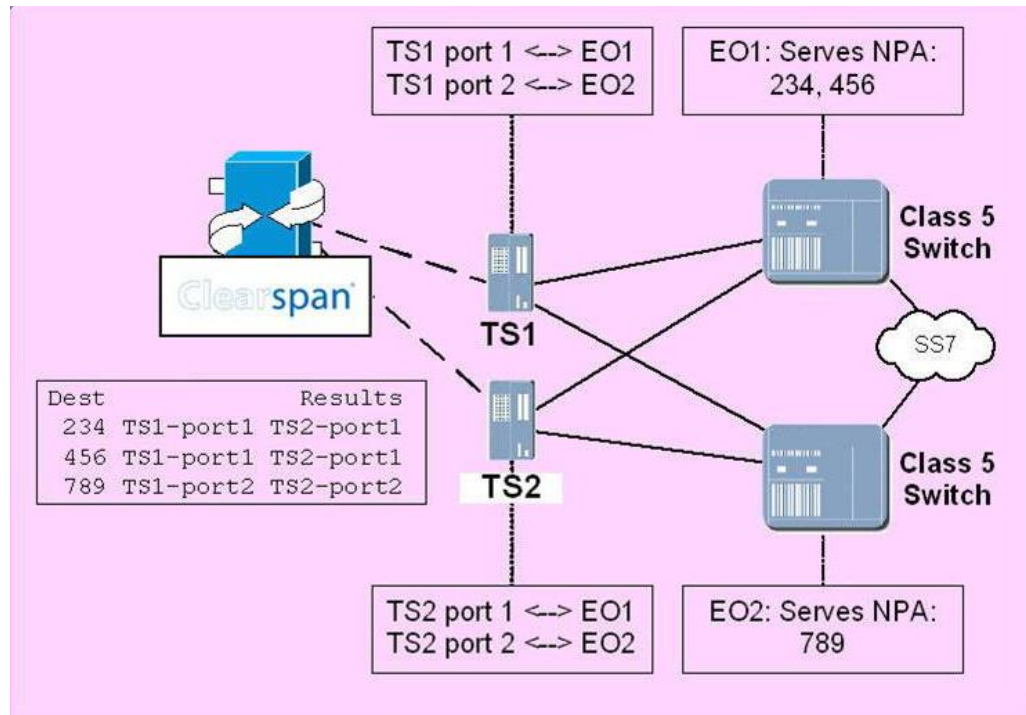 TS1 port 1 <--> EO1
TS1 port 2 <--> EO2
EO1: Serves NPA:
234, 456
Class 5
Switch
Clearspan
TS1
SS7
Dest Results
234 TS1-port1 TS2-port1
456 TS1-port1 TS2-port1
789 TS1-port2 TS2-port2
TS2
Class 5
Switch
TS2 port 1 <--> EO1
TS2 port 2 <--> EO2
EO2: Serves NPA:
789